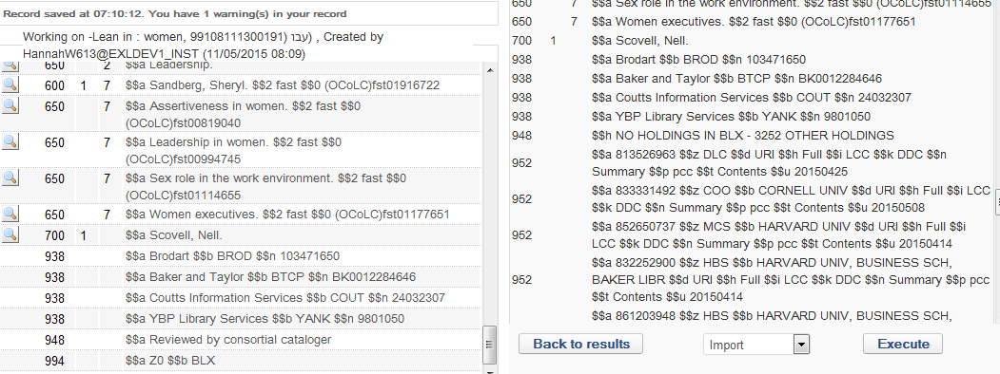 Record saved at 07:10:12. You have 1 warning(s) in your record
Working on -Lean in : women, 99108111300191) עבו) , Created by
HannahW613@EXLDEV1_INST (11/05/2015 08:09)
650 2 $$a Leadership.
600 1 7 $$a Sandberg, Sheryl. $$2 fast $$0 (OCoLC)fst01916722
650 7 $$a Assertiveness in women. $$2 fast $$0
(OCoLC)fst00819040
650 7 $$a Leadership in women. $$2 fast $$0
(OCoLC)fst00994745
650 7 $$a Sex role in the work environment. $$2 fast $$0
(OCoLC)fst01114655
650 7 $$a Women executives. $$2 fast $$0 (OCoLC)fst01177651
700 1 $$a Scovell, Nell.
938 $$a Brodart $$b BROD $$n 103471650
938 $$a Baker and Taylor $$b BTCP $$n BK0012284646
938 $$a Coutts Information Services $$b COUT $$n 24032307
938 $$a YBP Library Services $$b YANK $$n 9801050
948 $$a Reviewed by consortial cataloger
994 $$a Z0 $$b BLX
650 7 $$a Sex role in the work environment. $$2 fast $$0 (OCoLC)fst01114655
650 7 $$a Women executives. $$2 fast $$0 (OCoLC)fst01177651
700 1 $$a Scovell, Nell.
938 $$a Brodart $$b BROD $$n 103471650
938 $$a Baker and Taylor $$b BTCP $$n BK0012284646
938 $$a Coutts Information Services $$b COUT $$n 24032307
938 $$a YBP Library Services $$b YANK $$n 9801050
948 $$h NO HOLDINGS IN BLX - 3252 OTHER HOLDINGS
952 $$a 813526963 $$z DLC $$d URI $$h Full $$i LCC $$k DDC $$n
Summary $$p pcc $$t Contents $$u 20150425
952 $$a 833331492 $$z COO $$b CORNELL UNIV $$d URI $$h Full $$i LCC
$$k DDC $$n Summary $$p pcc $$t Contents $$u 20150508
952 $$a 852650737 $$z MCS $$b HARVARD UNIV $$d URI $$h Full $$i
LCC $$k DDC $$n Summary $$p pcc $$t Contents $$u 20150414
952 $$a 832252900 $$z HBS $$b HARVARD UNIV, BUSINESS SCH,
BAKER LIBR $$d URI $$h Full $$i LCC $$k DDC $$n Summary $$p pcc
$$t Contents $$u 20150414
$$a 861203948 $$z HBS $$b HARVARD UNIV, BUSINESS SCH,
Back to results Import Execute